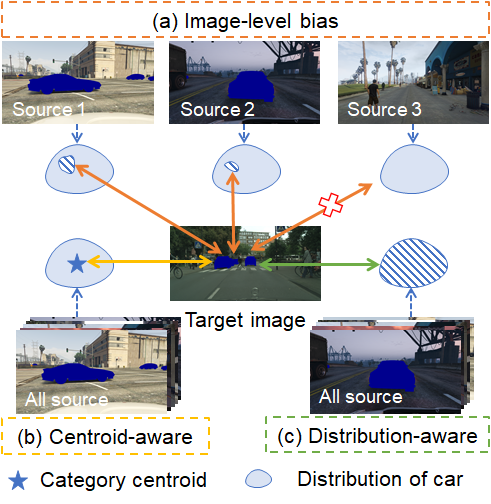 (a) Image-level bias
Source 1
Source 2
Source 3
Target image
All source
All source
(b) Centroid-aware
(c) Distribution-aware
Category centroid
Distribution of car